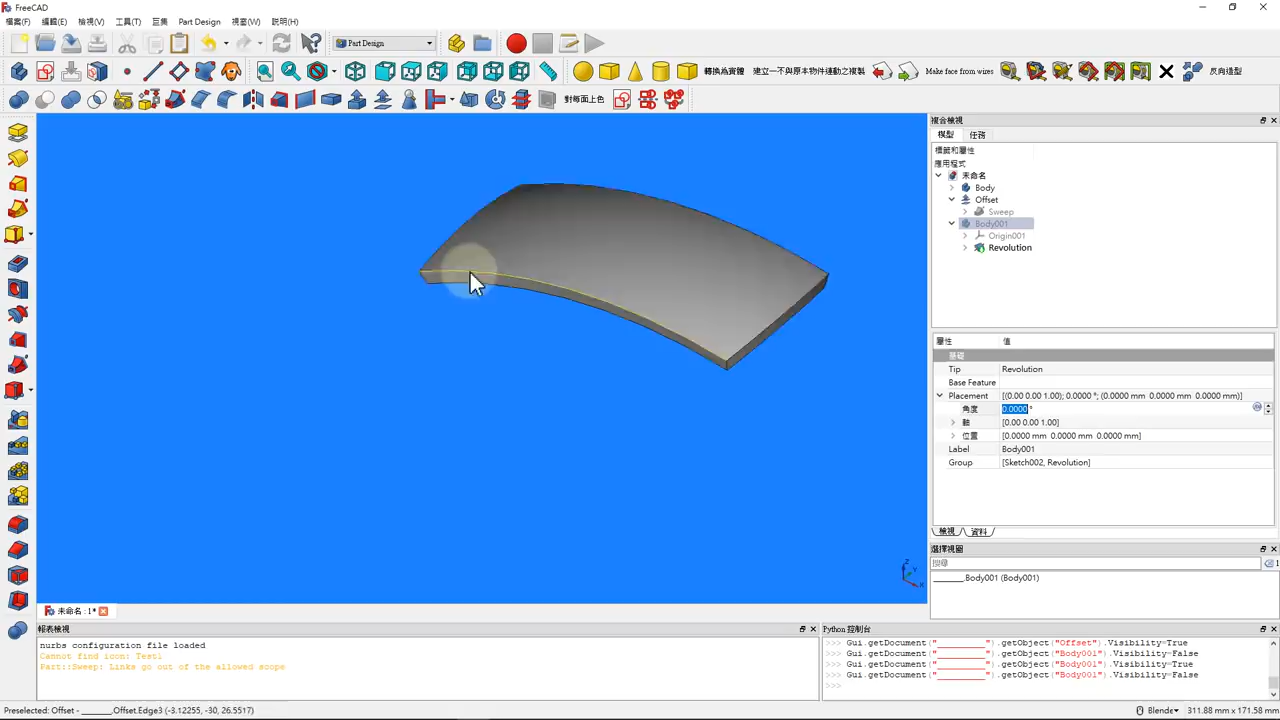 FreeCAD
檔案(F) 編輯(E) 檢視(V) 工具(T) 巨集 Part Design 視窗(W) 說明(H)
Part Design
轉換為實體 建立一不與原本物件連動之複製 Make face from wires 反向造型
對每面上色
複合檢視
模型 任務
標籤和屬性
應用程式
未命名
Body
Offset
Sweep
Body001
Origin001
Revolution
屬性 值
基礎
Tip Revolution
Base Feature
Placement [(0.00 0.00 1.00); 0.0000 °; (0.0000 mm 0.0000 mm 0.0000 mm)]
角度 0.0000 °
軸 [0.00 0.00 1.00]
位置 [0.0000 mm 0.0000 mm 0.0000 mm]
Label Body001
Group [Sketch002, Revolution]
檢視 資料
選擇視圖
搜尋 1
______.Body001 (Body001)
Z Y X
未命名 : 1*
報表檢視
nurbs configuration file loaded
Cannot find icon: Test1
Part::Sweep: Links go out of the allowed scope
Python 控制台
>>> Gui.getDocument("_________").getObject("Offset").Visibility=True
>>> Gui.getDocument("_________").getObject("Body001").Visibility=False
>>> Gui.getDocument("_________").getObject("Body001").Visibility=True
>>> Gui.getDocument("_________").getObject("Body001").Visibility=False
>>>
Preselected: Offset - ______.Offset.Edge3 (-3.12255, -30, 26.5517)
Blende 311.88 mm x 171.58 mm